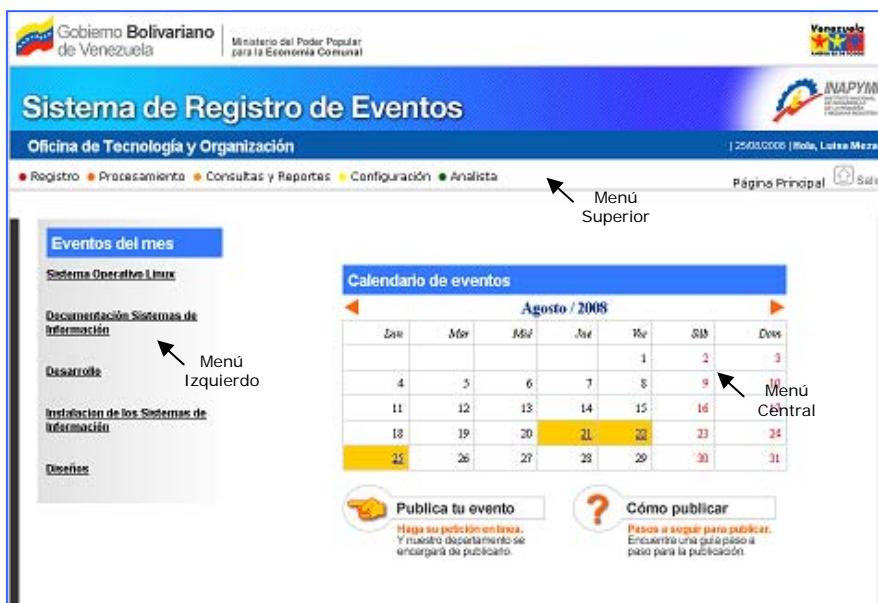 Gobierno Bolivariano
de Venezuela
Ministerio del Poder Popular
para la Economía Comunal
Venezuela
Sistema de Registro de Eventos
INAPYM
Oficina de Tecnología y Organización
| 25/08/2008 | Hola, Luisa Meza
Registro Procesamiento Consultas y Reportes Configuración Analista
Página Principal Sali
Menú
Superior
Eventos del mes
Sistema Operativo Linux
Documentación Sistemas de
Información
Desarrollo
Instalacion de los Sistemas de
Información
Diseños
Menú
Izquierdo
Calendario de eventos
Agosto / 2008
Lun Mar Mié Jue Vie Sáb Dom
1 2 3
4 5 6 7 8 9 10
11 12 13 14 15 16 17
18 19 20 21 22 23 24
25 26 27 28 29 30 31
Menú
Central
Publica tu evento
Haga su petición en linea.
Y nuestro departamento se
encargará de publicarlo.
?
Cómo publicar
Pasos a seguir para publicar.
Encuentra una guía paso a
paso para la publicación.